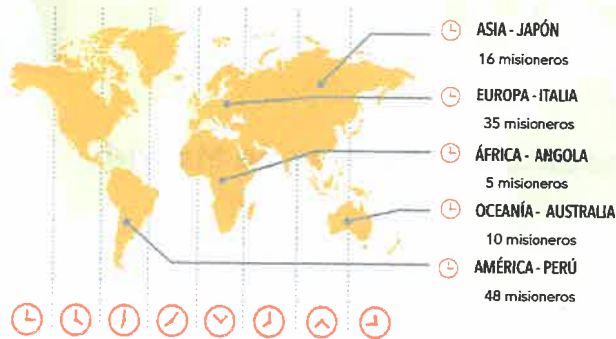 ASIA - JAPÓN
16 misioneros
EUROPA - ITALIA
35 misioneros
ÁFRICA - ANGOLA
5 misioneros
OCEANÍA - AUSTRALIA
10 misioneros
AMÉRICA - PERÚ
48 misioneros